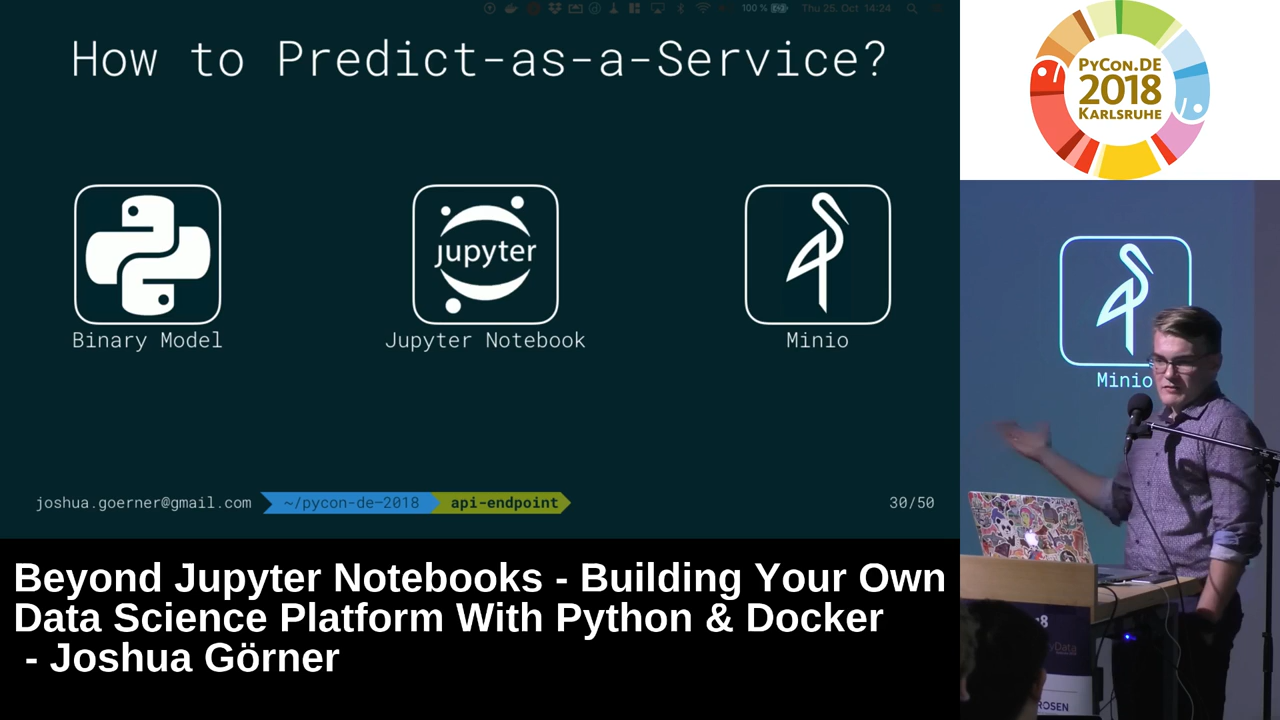 100 %
Thu 25. Oct 14:24
How to Predict-as-a-Service?
jupyter
Binary Model
Jupyter Notebook
Minio
joshua.goerner@gmail.com
~/pycon-de-2018
api-endpoint
30/50
PYCON.DE
2018
KARLSRUHE
Minio
PyData
ROSEN
Beyond Jupyter Notebooks - Building Your Own
Data Science Platform With Python & Docker
- Joshua Görner